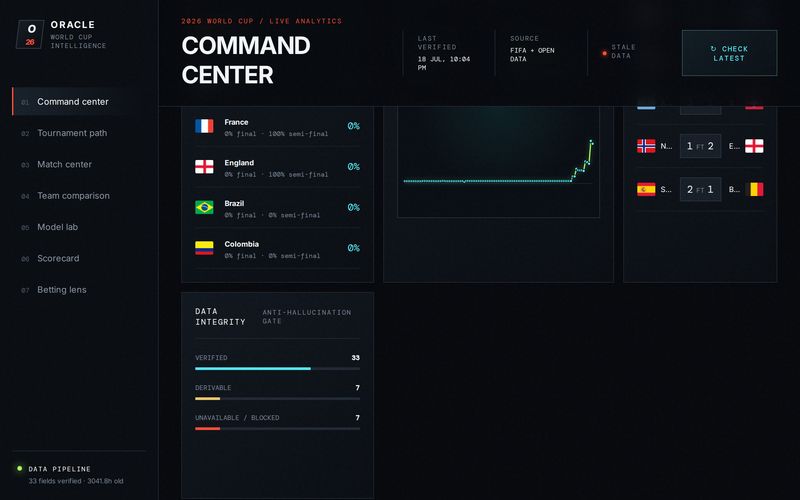 0
26
ORACLE
WORLD CUP
INTELLIGENCE
01 Command center
02 Tournament path
03 Match center
04 Team comparison
05 Model lab
06 Scorecard
07 Betting lens
DATA PIPELINE
33 fields verified · 3041.8h old
2026 WORLD CUP / LIVE ANALYTICS
COMMAND
CENTER
LAST
VERIFIED
18 JUL, 10:04
PM
SOURCE
FIFA + OPEN
DATA
STALE
DATA
↻ CHECK
LATEST
France
0% final · 100% semi-final
0%
England
0% final · 100% semi-final
0%
Brazil
0% final · 0% semi-final
0%
Colombia
0% final · 0% semi-final
0%
N... 1 FT 2 E...
S... 2 FT 1 B...
DATA
INTEGRITY
ANTI-HALLUCINATION
GATE
VERIFIED 33
DERIVABLE 7
UNAVAILABLE / BLOCKED 7